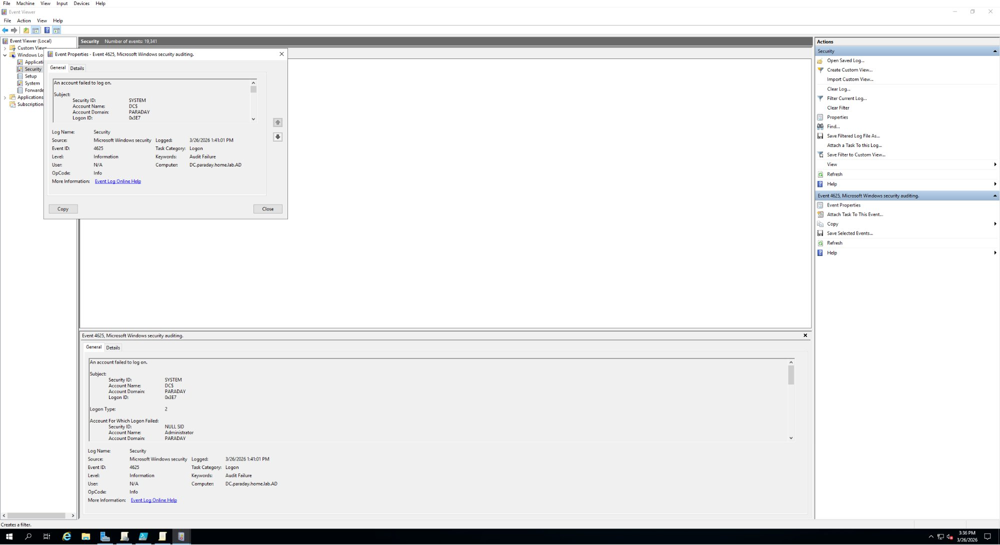 File Machine View Input Devices Help
Event Viewer
File Action View Help
Event Viewer (Local)
Custom Views
Windows Lo
Applicati
Security
Setup
System
Forwarde
Applications
Subscription
Security Number of events: 19,341
Event Properties - Event 4625, Microsoft Windows security auditing.
General Details
An account failed to log on.
Subject:
Security ID: SYSTEM
Account Name: DC$
Account Domain: PARADAY
Logon ID: 0x3E7
Log Name: Security
Source: Microsoft Windows security Logged: 3/26/2026 1:41:01 PM
Event ID: 4625 Task Category: Logon
Level: Information Keywords: Audit Failure
User: N/A Computer: DC.paraday.home.lab.AD
OpCode: Info
More Information: Event Log Online Help
Copy Close
Event 4625, Microsoft Windows security auditing.
General Details
An account failed to log on.
Subject:
Security ID: SYSTEM
Account Name: DC$
Account Domain: PARADAY
Logon ID: 0x3E7
Logon Type: 2
Account For Which Logon Failed:
Security ID: NULL SID
Account Name: Administrator
Account Domain: PARADAY
Log Name: Security
Source: Microsoft Windows security Logged: 3/26/2026 1:41:01 PM
Event ID: 4625 Task Category: Logon
Level: Information Keywords: Audit Failure
User: N/A Computer: DC.paraday.home.lab.AD
OpCode: Info
More Information: Event Log Online Help
Actions
Security
Open Saved Log...
Create Custom View...
Import Custom View...
Clear Log...
Filter Current Log...
Clear Filter
Properties
Find...
Save Filtered Log File As...
Attach a Task To this Log...
Save Filter to Custom View...
View
Refresh
Help
Event 4625, Microsoft Windows security auditing.
Event Properties
Attach Task To This Event...
Copy
Save Selected Events...
Refresh
Help
Creates a filter.
3:36 PM
3/26/2026